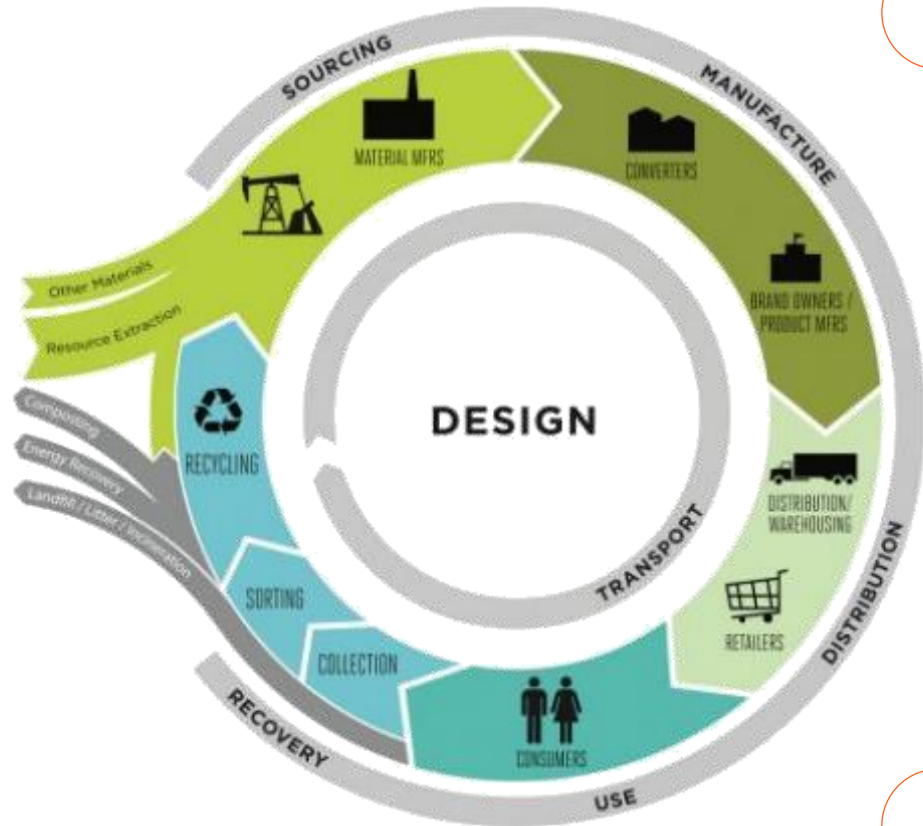 SOURCING
MANUFACTURE
MATERIAL MFRS
CONVERTERS
BRAND OWNERS /
PRODUCT MFRS
Other Materials
Resource Extraction
Composting
Energy Recovery
Landfill / Litter / Incineration
RECYCLING
DESIGN
DISTRIBUTION/
WAREHOUSING
TRANSPORT
DISTRIBUTION
SORTING
COLLECTION
RETAILERS
RECOVERY
CONSUMERS
USE